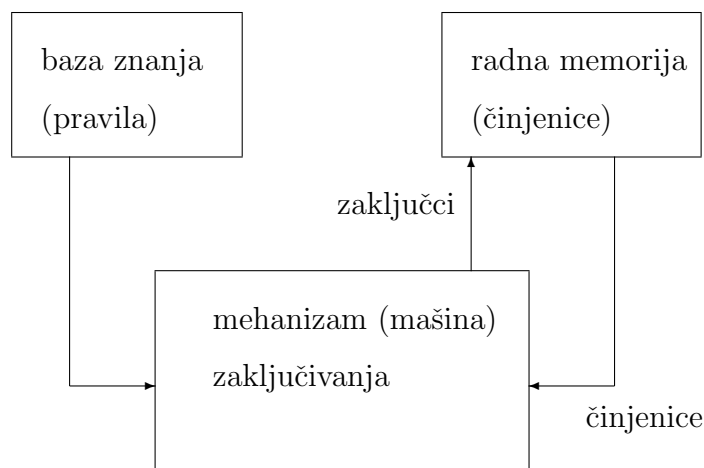 baza znanja
(pravila)
radna memorija
(činjenice)
zaključci
mehanizam (mašina)
zaključivanja
činjenice